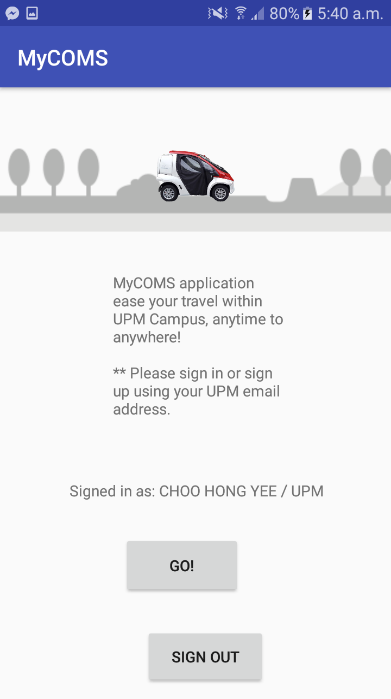 80% 5:40 a.m.
MyCOMS
MyCOMS application
ease your travel within
UPM Campus, anytime to
anywhere!
** Please sign in or sign
up using your UPM email
address.
Signed in as: CHOO HONG YEE / UPM
GO!
SIGN OUT